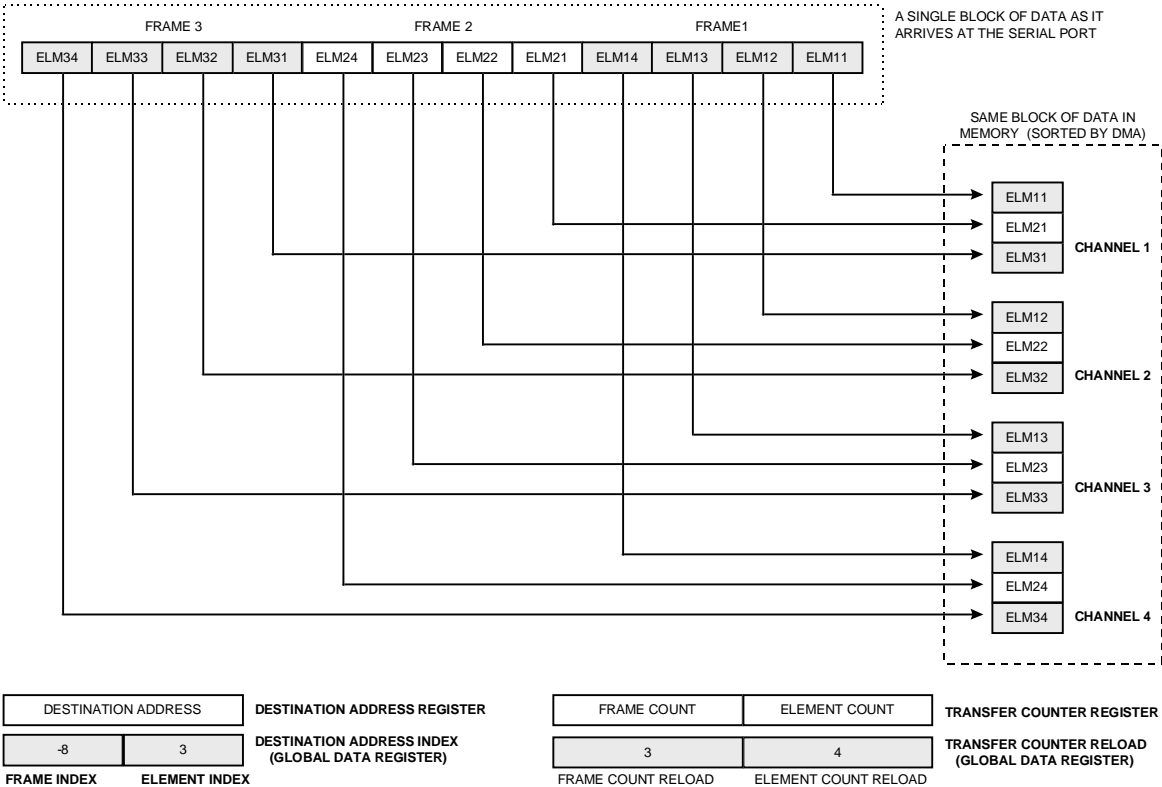 FRAME 3
FRAME 2
FRAME1
A SINGLE BLOCK OF DATA AS IT
ARRIVES AT THE SERIAL PORT
ELM34 ELM33 ELM32 ELM31 ELM24 ELM23 ELM22 ELM21 ELM14 ELM13 ELM12 ELM11
SAME BLOCK OF DATA IN
MEMORY (SORTED BY DMA)
ELM11
ELM21
ELM31
CHANNEL 1
ELM12
ELM22
ELM32
CHANNEL 2
ELM13
ELM23
ELM33
CHANNEL 3
ELM14
ELM24
ELM34
CHANNEL 4
DESTINATION ADDRESS
DESTINATION ADDRESS REGISTER
-8 3
DESTINATION ADDRESS INDEX
(GLOBAL DATA REGISTER)
FRAME INDEX ELEMENT INDEX
FRAME COUNT ELEMENT COUNT
TRANSFER COUNTER REGISTER
3 4
TRANSFER COUNTER RELOAD
(GLOBAL DATA REGISTER)
FRAME COUNT RELOAD ELEMENT COUNT RELOAD